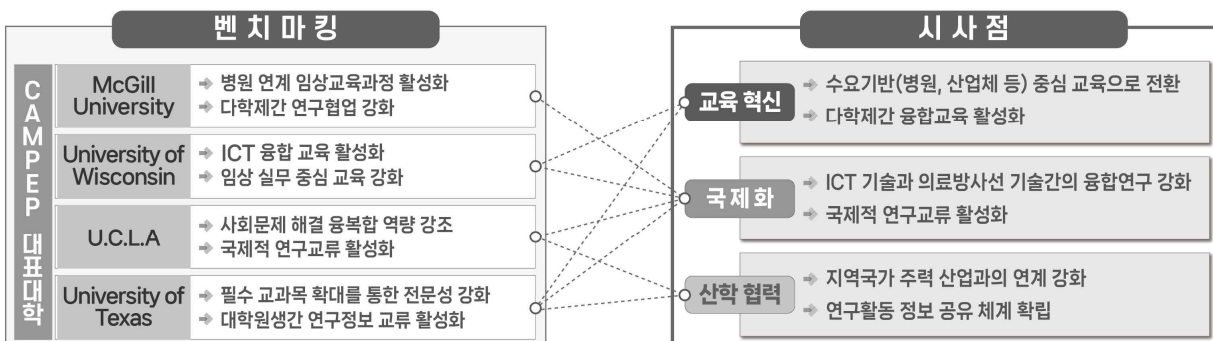 벤치마킹
CAMPEP 대표대학
McGill
University
➡ 병원 연계 임상교육과정 활성화
➡ 다학제간 연구협업 강화
University of
Wisconsin
➡ ICT 융합 교육 활성화
➡ 임상 실무 중심 교육 강화
U.C.L.A
➡ 사회문제 해결 융복합 역량 강조
➡ 국제적 연구교류 활성화
University of
Texas
➡ 필수 교과목 확대를 통한 전문성 강화
➡ 대학원생간 연구정보 교류 활성화
시사점
교육 혁신
➡ 수요기반(병원, 산업체 등) 중심 교육으로 전환
➡ 다학제간 융합교육 활성화
국제화
➡ ICT 기술과 의료방사선 기술간의 융합연구 강화
➡ 국제적 연구교류 활성화
산학 협력
➡ 지역국가 주력 산업과의 연계 강화
➡ 연구활동 정보 공유 체계 확립